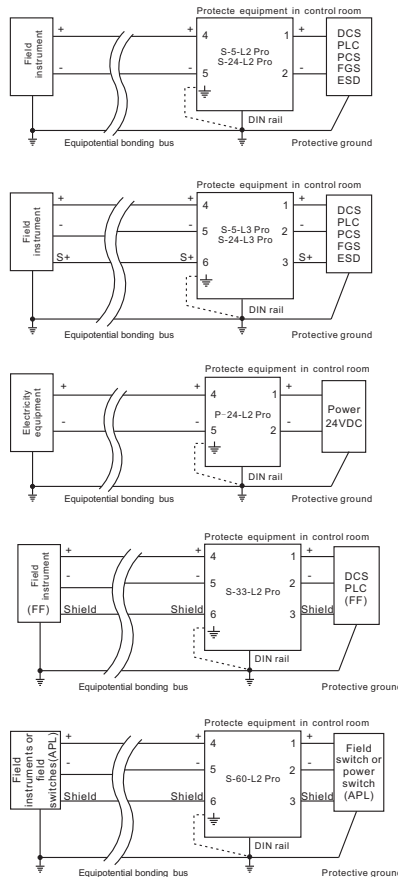 Protecte equipment in control room
+ + 4 1 +
Field
instrument
S-5-L2 Pro
S-24-L2 Pro
DCS
PLC
PCS
FGS
ESD
- - 5 2 -
DIN rail
Equipotential bonding bus
Protective ground
Protecte equipment in control room
+ + 4 1 +
Field
instrument
- - 5 2 -
S-5-L3 Pro
S-24-L3 Pro
DCS
PLC
PCS
FGS
ESD
S+ S+ 6 3 S+
DIN rail
Equipotential bonding bus
Protective ground
Protecte equipment in control room
+ + 4 1 +
Electricity
equipment
P-24-L2 Pro
Power
24VDC
- - 5 2 -
DIN rail
Equipotential bonding bus
Protective ground
Protecte equipment in control room
+ + 4 1 +
Field
instrument
(FF)
- - 5 2 -
S-33-L2 Pro
DCS
PLC
(FF)
Shield Shield 6 3 Shield
DIN rail
Equipotential bonding bus
Protective ground
Protecte equipment in control room
+ + 4 1 +
Field
instruments or
field
switches(APL)
- - 5 2 -
S-60-L2 Pro
Field
switch or
power
switch
(APL)
Shield Shield 6 3 Shield
DIN rail
Equipotential bonding bus
Protective ground